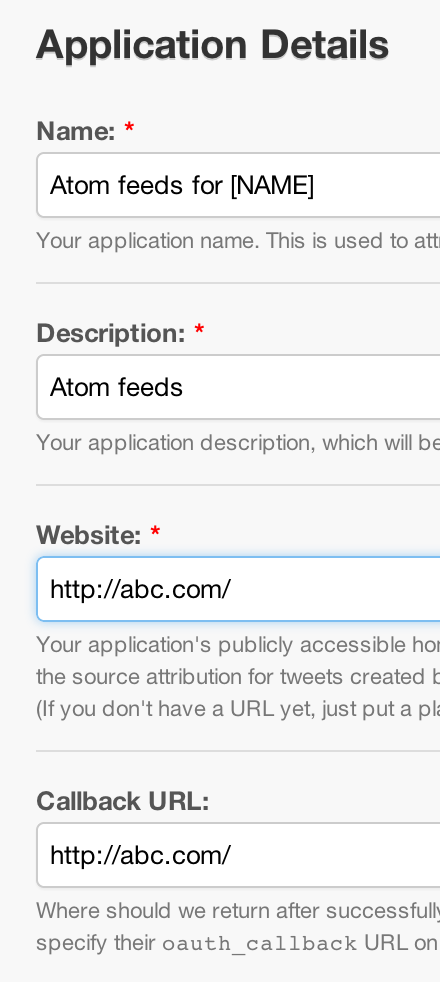 Application Details
Name: *
Atom feeds for [NAME]
Your application name. This is used to
Description: *
Atom feeds
Your application description, which will be
Website: *
http://abc.com/
Your application's publicly accessible
the source attribution for tweets created
(If you don't have a URL yet, just put a
Callback URL:
http://abc.com/
Where should we return after successfully
specify their oauth_callback URL on